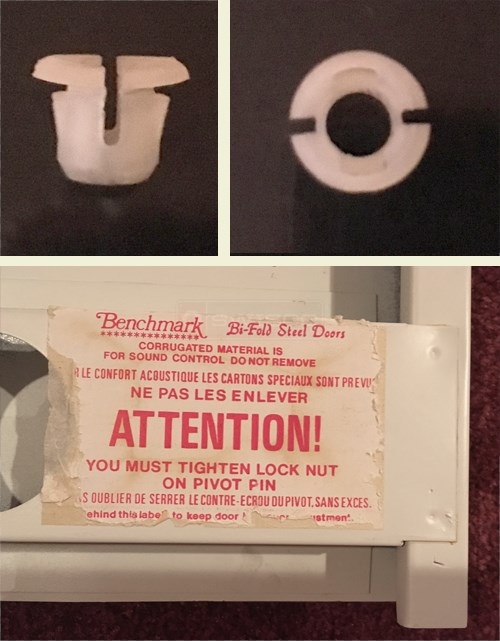 Benchmark Bi-Fold Steel Doors
CORRUGATED MATERIAL IS
FOR SOUND CONTROL DO NOT REMOVE
LE CONFORT ACOUSTIQUE LES CARTONS SPECIAUX SONT PREVU
NE PAS LES ENLEVER
ATTENTION!
YOU MUST TIGHTEN LOCK NUT
ON PIVOT PIN
S OUBLIER DE SERRER LE CONTRE-ECROU DU PIVOT, SANS EXCES.
ehind this label to keep door